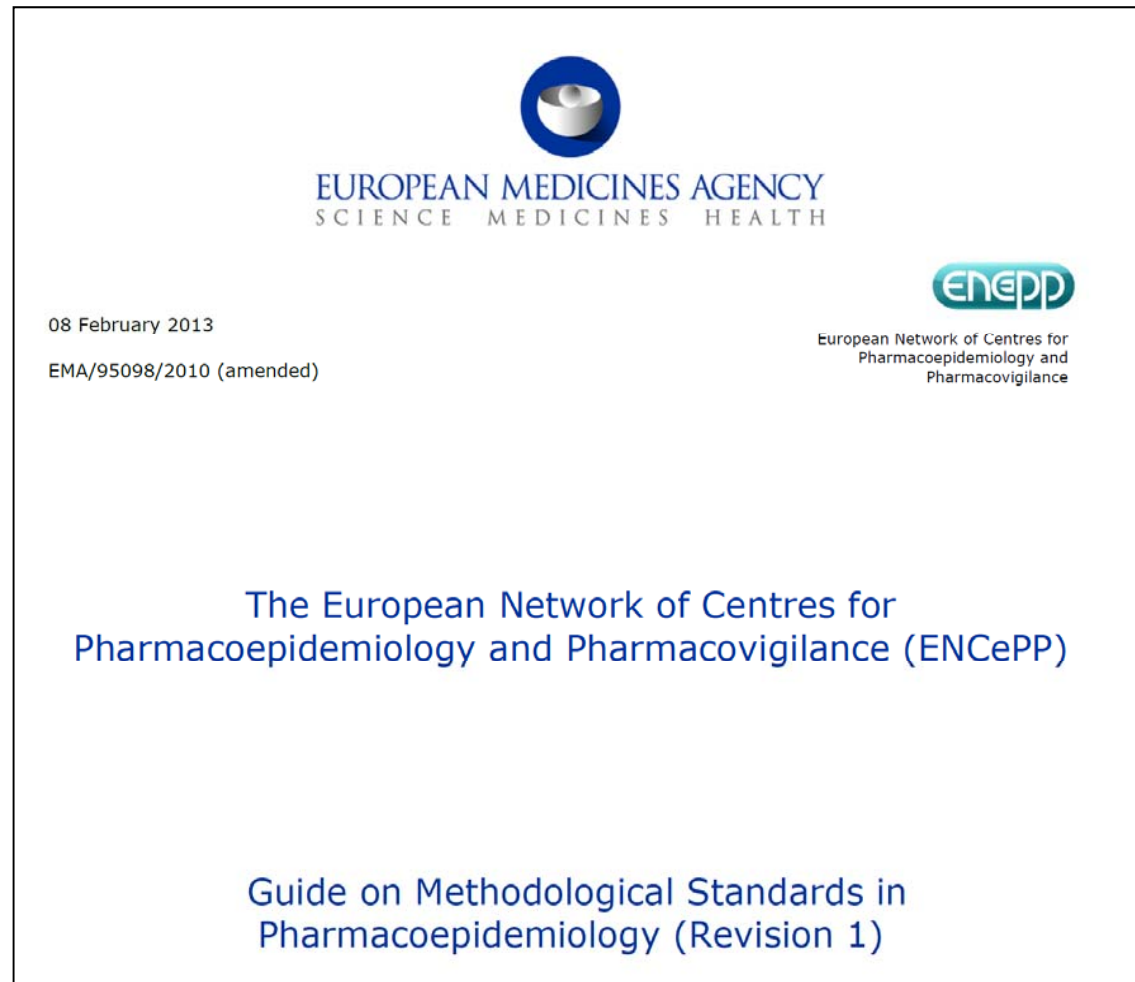 EUROPEAN MEDICINES AGENCY
SCIENCE MEDICINES HEALTH
ENEPP
08 February 2013
EMA/95098/2010 (amended)
European Network of Centres for
Pharmacoepidemiology and
Pharmacovigilance
The European Network of Centres for
Pharmacoepidemiology and Pharmacovigilance (ENCePP)
Guide on Methodological Standards in
Pharmacoepidemiology (Revision 1)